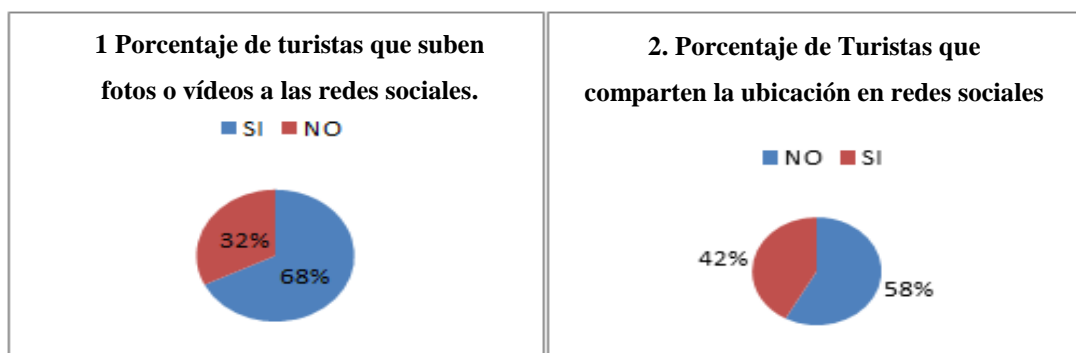 1 Porcentaje de turistas que suben
fotos o vídeos a las redes sociales.
SI NO
32%
68%
2. Porcentaje de Turistas que
comparten la ubicación en redes sociales
NO SI
42%
58%